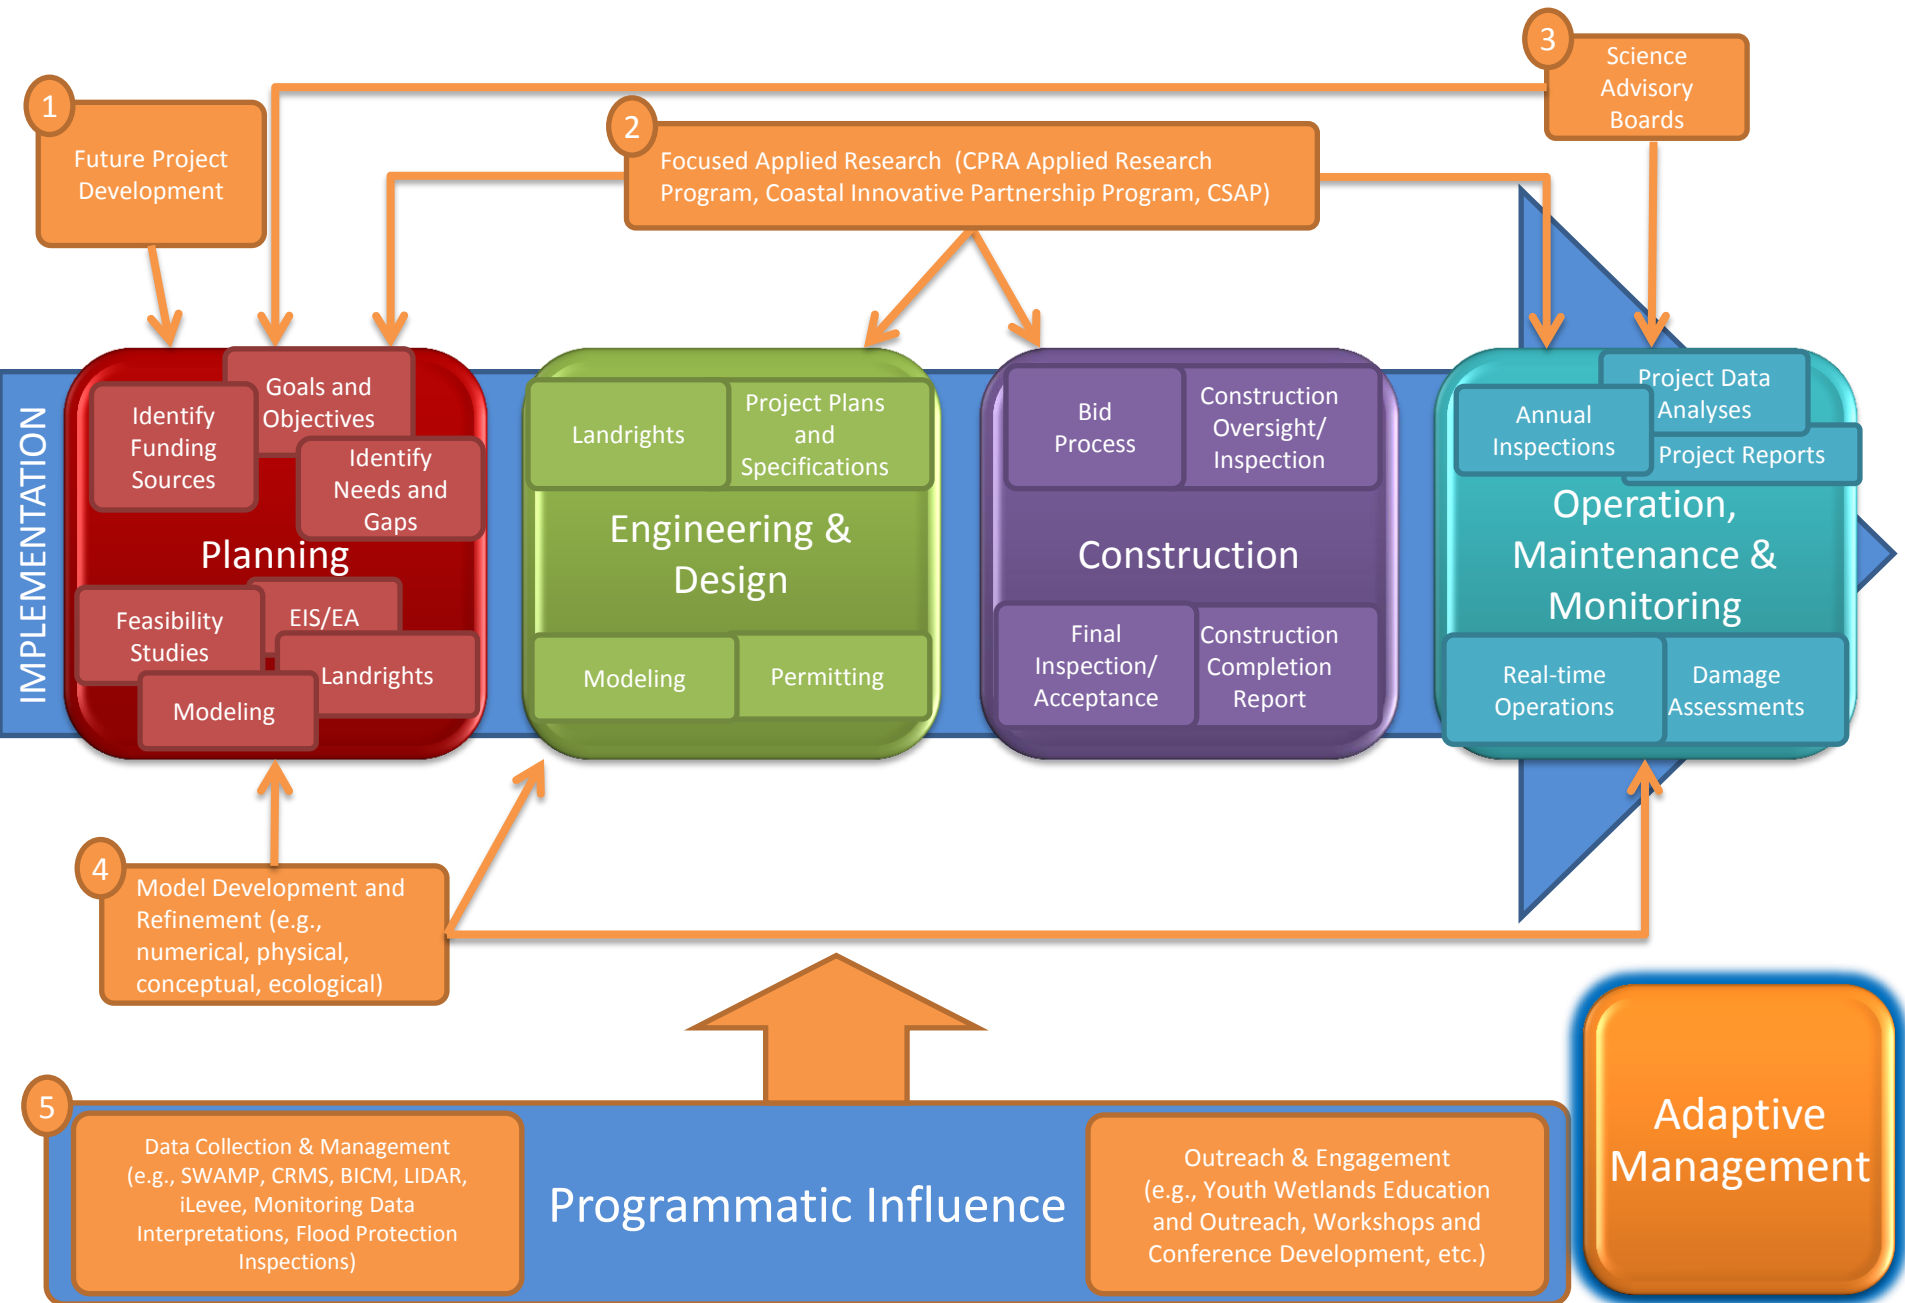 1
Future Project
Development
2
Focused Applied Research (CPRA Applied Research
Program, Coastal Innovative Partnership Program, CSAP)
3
Science
Advisory
Boards
IMPLEMENTATION
Identify
Funding
Sources
Goals and
Objectives
Identify
Needs and
Gaps
Planning
Feasibility
Studies
EIS/EA
Landrights
Modeling
Landrights
Project Plans
and
Specifications
Engineering &
Design
Modeling
Permitting
Bid
Process
Construction
Oversight/
Inspection
Construction
Final
Inspection/
Acceptance
Construction
Completion
Report
Annual
Inspections
Project Data
Analyses
Project Reports
Operation,
Maintenance &
Monitoring
Real-time
Operations
Damage
Assessments
4
Model Development and
Refinement (e.g.,
numerical, physical,
conceptual, ecological)
5
Data Collection & Management
(e.g., SWAMP, CRMS, BICM, LIDAR,
iLevee, Monitoring Data
Interpretations, Flood Protection
Inspections)
Programmatic Influence
Outreach & Engagement
(e.g., Youth Wetlands Education
and Outreach, Workshops and
Conference Development, etc.)
Adaptive
Management